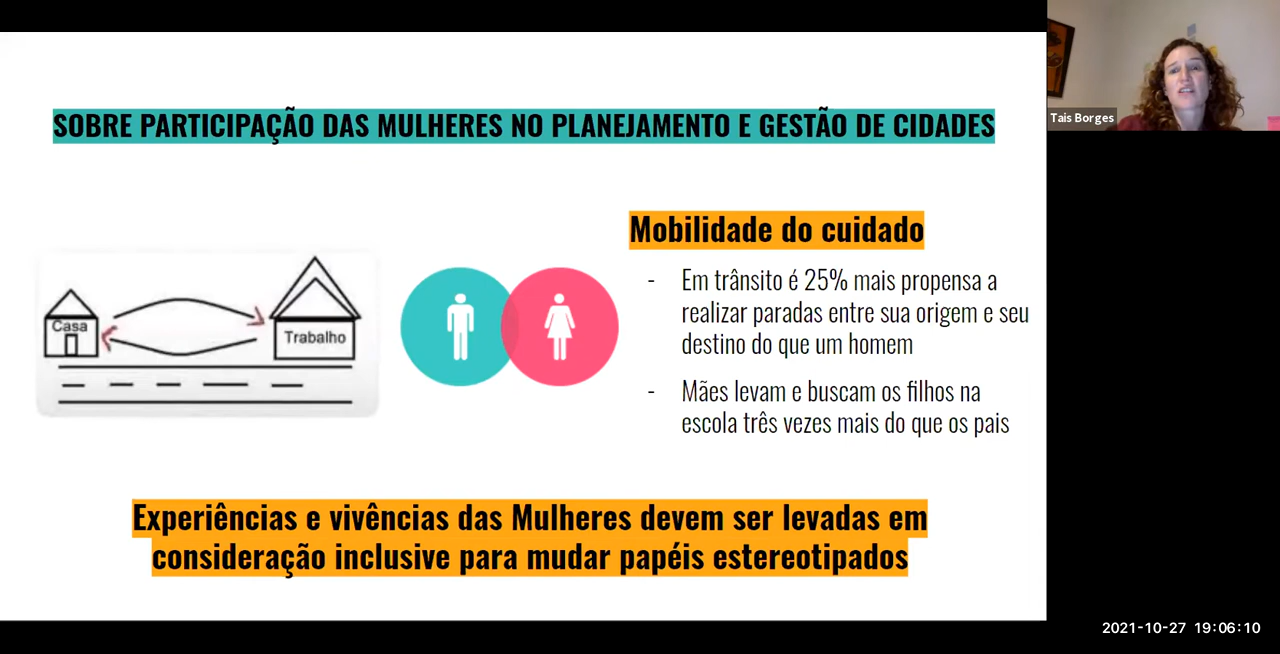 SOBRE PARTICIPAÇÃO DAS MULHERES NO PLANEJAMENTO E GESTÃO DE CIDADES
Tais Borges
Mobilidade do cuidado
- Em trânsito é 25% mais propensa a
realizar paradas entre sua origem e seu
destino do que um homem
- Mães levam e buscam os filhos na
escola três vezes mais do que os pais
Casa
Trabalho
Experiências e vivências das Mulheres devem ser levadas em
consideração inclusive para mudar papéis estereotipados
2021-10-27 19:06:10